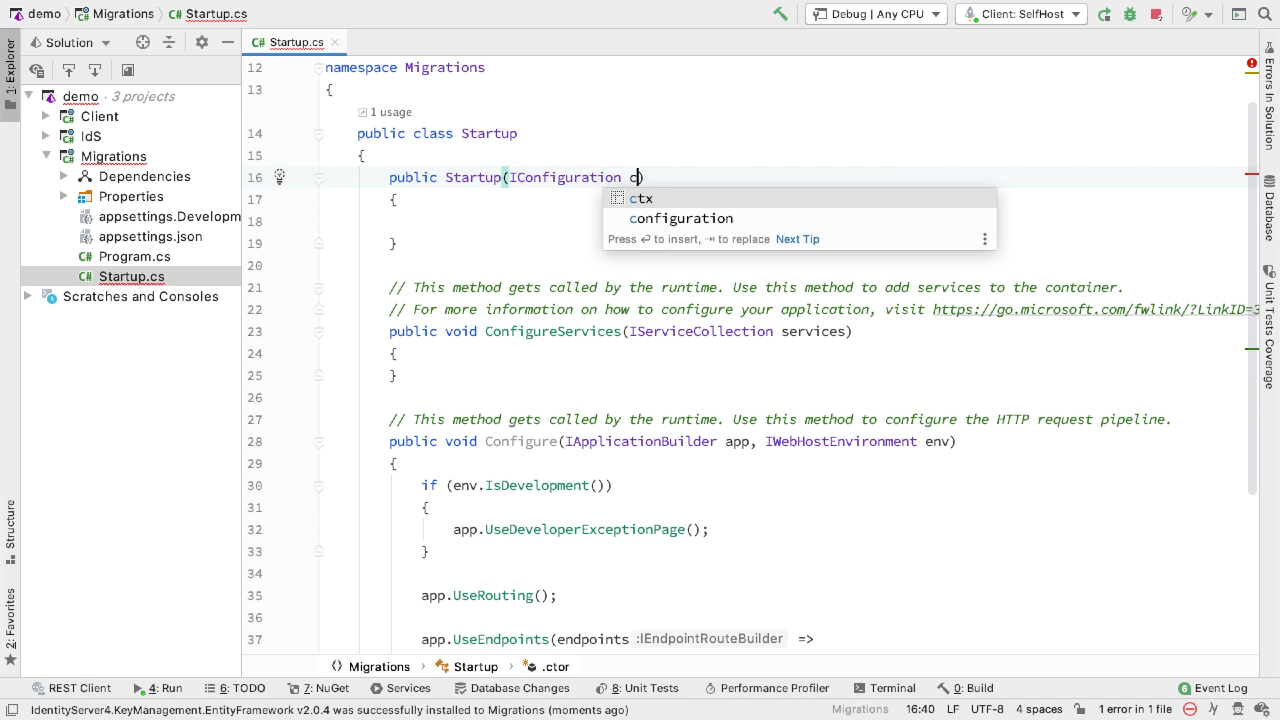 demo
Migrations
Startup.cs
Debug | Any CPU
Client: SelfHost
1: Explorer
Solution
Startup.cs
demo · 3 projects
Client
IdS
Migrations
Dependencies
Properties
appsettings.Developm
appsettings.json
C# Program.cs
C# Startup.cs
Scratches and Consoles
C# Startup.cs
12 namespace Migrations
13 {
1 usage
14 public class Startup
15 {
16 public Startup(IConfiguration c)
17 {
18
19 }
20
21 // This method gets called by the runtime. Use this method to add services to the container.
22 // For more information on how to configure your application, visit https://go.microsoft.com/fwlink/?LinkID=3
23 public void ConfigureServices(IServiceCollection services)
24 {
25 }
26
27 // This method gets called by the runtime. Use this method to configure the HTTP request pipeline.
28 public void Configure(IApplicationBuilder app, IWebHostEnvironment env)
29 {
30 if (env.IsDevelopment())
31 {
32 app.UseDeveloperExceptionPage();
33 }
34
35 app.UseRouting();
36
37 app.UseEndpoints(endpoints :IEndpointRouteBuilder =>
ctx
configuration
Press ↵ to insert, ⇥ to replace Next Tip
Errors In Solution
Database
Unit Tests Coverage
Structure
2: Favorites
Migrations
Startup
.ctor
REST Client
4: Run
6: TODO
7: NuGet
Services
Database Changes
8: Unit Tests
Performance Profiler
Terminal
0: Build
6 Event Log
IdentityServer4.KeyManagement.EntityFramework v2.0.4 was successfully installed to Migrations (moments ago)
Migrations
16:40
LF
UTF-8
4 spaces
1 error in 1 file